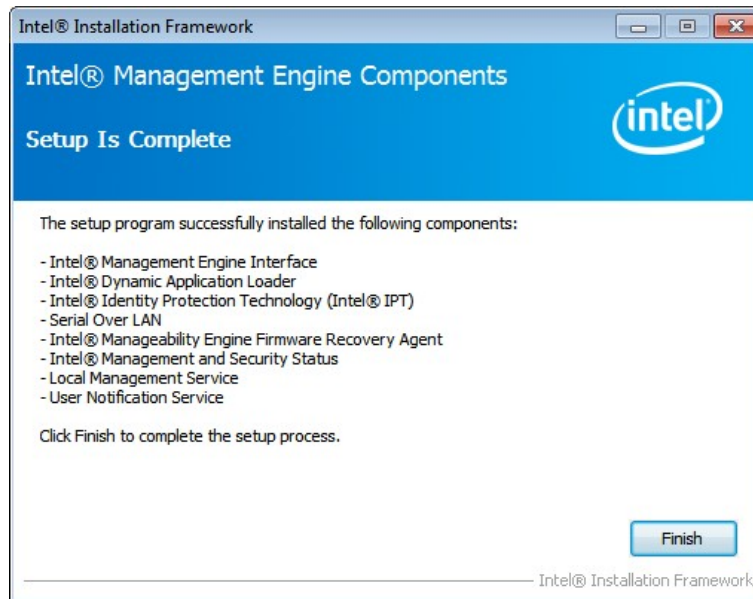 Intel® Installation Framework
Intel® Management Engine Components
Setup Is Complete
intel
The setup program successfully installed the following components:
- Intel® Management Engine Interface
- Intel® Dynamic Application Loader
- Intel® Identity Protection Technology (Intel® IPT)
- Serial Over LAN
- Intel® Manageability Engine Firmware Recovery Agent
- Intel® Management and Security Status
- Local Management Service
- User Notification Service
Click Finish to complete the setup process.
Finish
Intel® Installation Framework